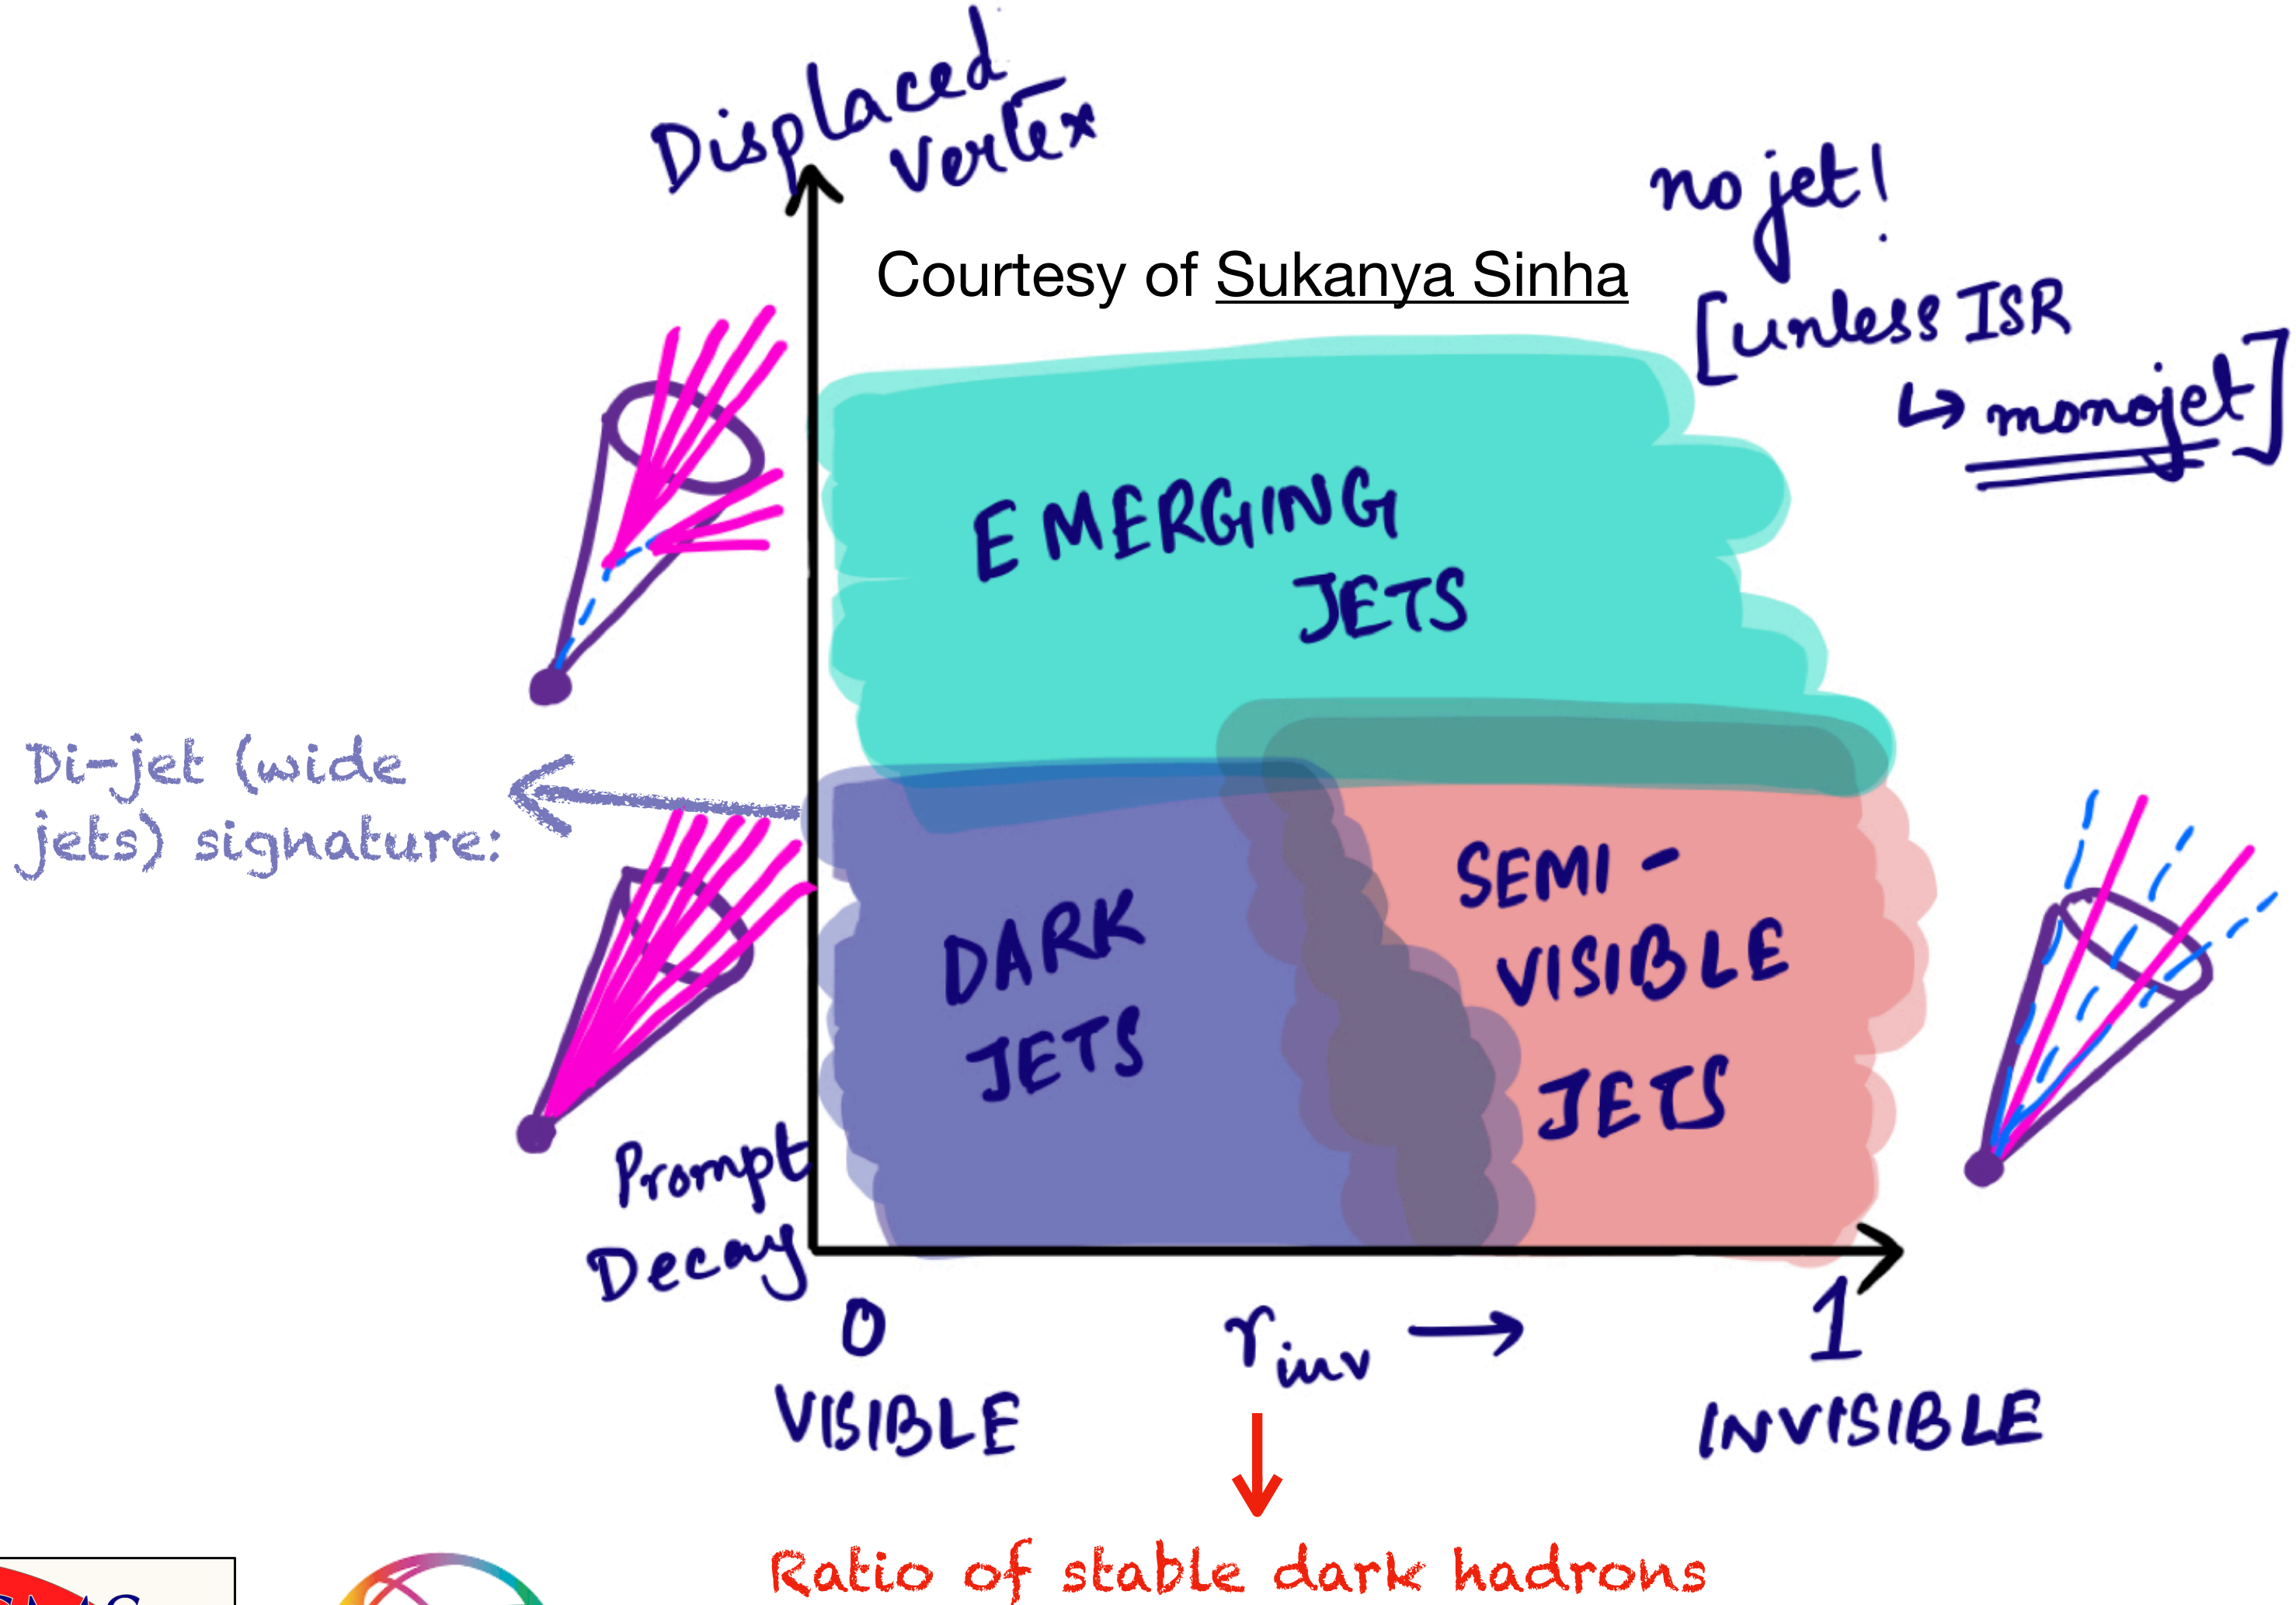 Displaced
vertex
no jet!
Courtesy of Sukanya Sinha
[unless ISR
↳ monojet]
EMERGING
JETS
Di-jet (wide
jets) signature:
SEMI-
VISIBLE
JETS
DARK
JETS
Prompt
Decay
0
VISIBLE
rinv →
1
INVISIBLE
Ratio of stable dark hadrons